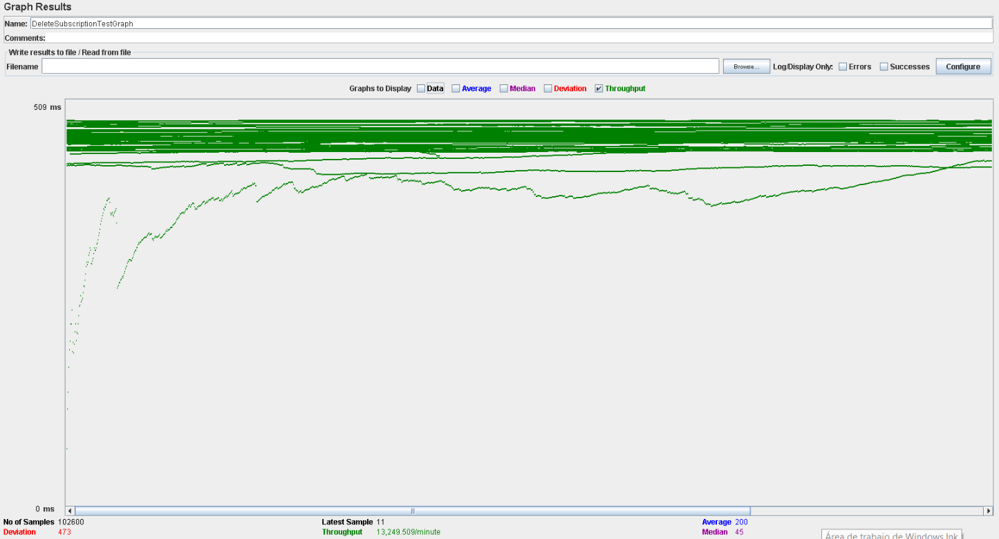 Graph Results
Name: DeleteSubscriptionTestGraph
Comments:
Write results to file / Read from file
Filename Browse... Log/Display Only: Errors Successes Configure
Graphs to Display Data Average Median Deviation Throughput
509 ms
0 ms
No of Samples 102600 Latest Sample 11 Average 200
Deviation 473 Throughput 13,249.509/minute Median 45
Área de trabajo de Windows Ink